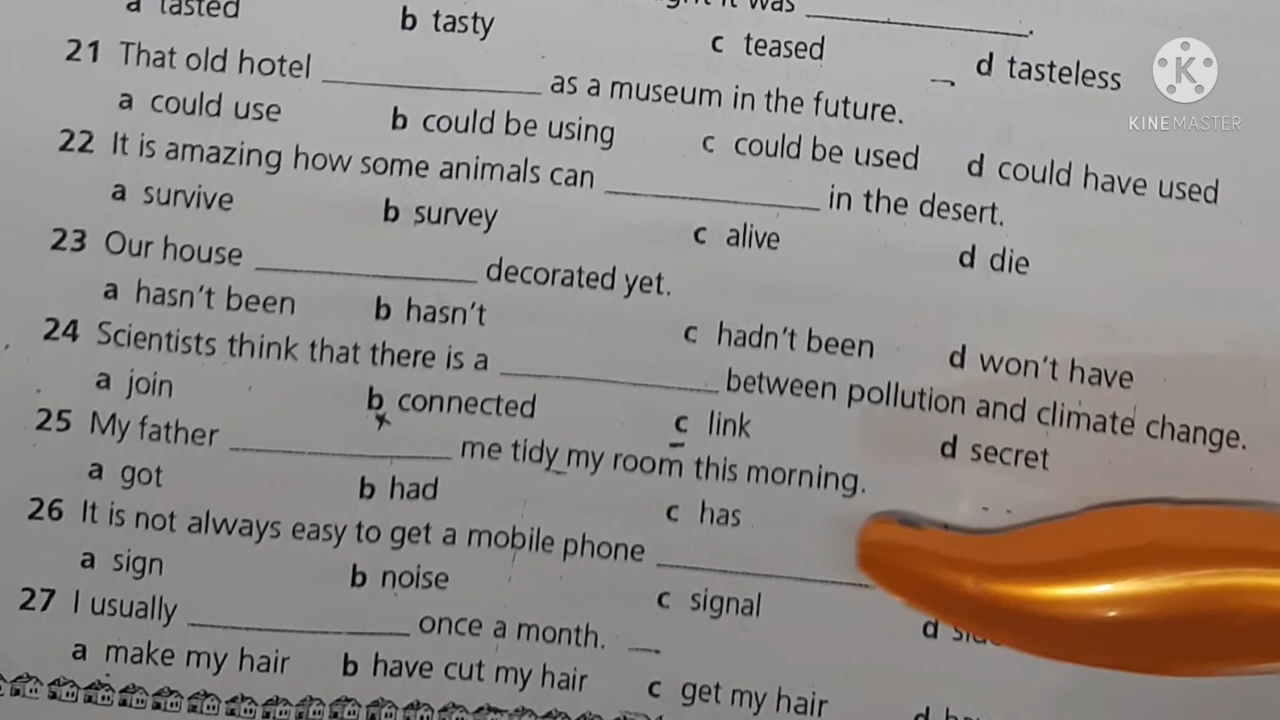 it was ____________.
a tasted b tasty c teased d tasteless
21 That old hotel ____________ as a museum in the future.
a could use b could be using c could be used d could have used
22 It is amazing how some animals can ____________ in the desert.
a survive b survey c alive d die
23 Our house ____________ decorated yet.
a hasn't been b hasn't c hadn't been d won't have
24 Scientists think that there is a ____________ between pollution and climate change.
a join b connected c link d secret
25 My father ____________ me tidy my room this morning.
a got b had c has
26 It is not always easy to get a mobile phone ____________
a sign b noise c signal d
27 I usually ____________ once a month.
a make my hair b have cut my hair c get my hair d
K
KINEMASTER